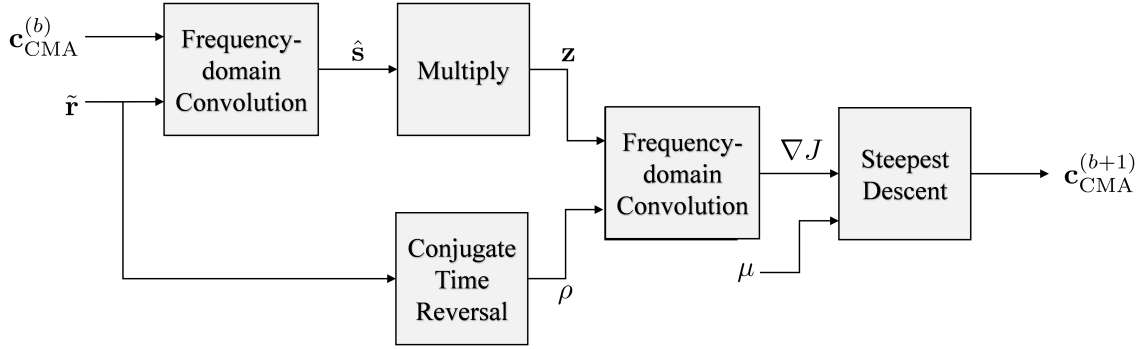 𝐜_CMA^(b)
𝐫̃
Frequency-
domain
Convolution
𝐬̂
Multiply
𝐳
Frequency-
domain
Convolution
∇J
Steepest
Descent
𝐜_CMA^(b+1)
Conjugate
Time
Reversal
ρ
μ